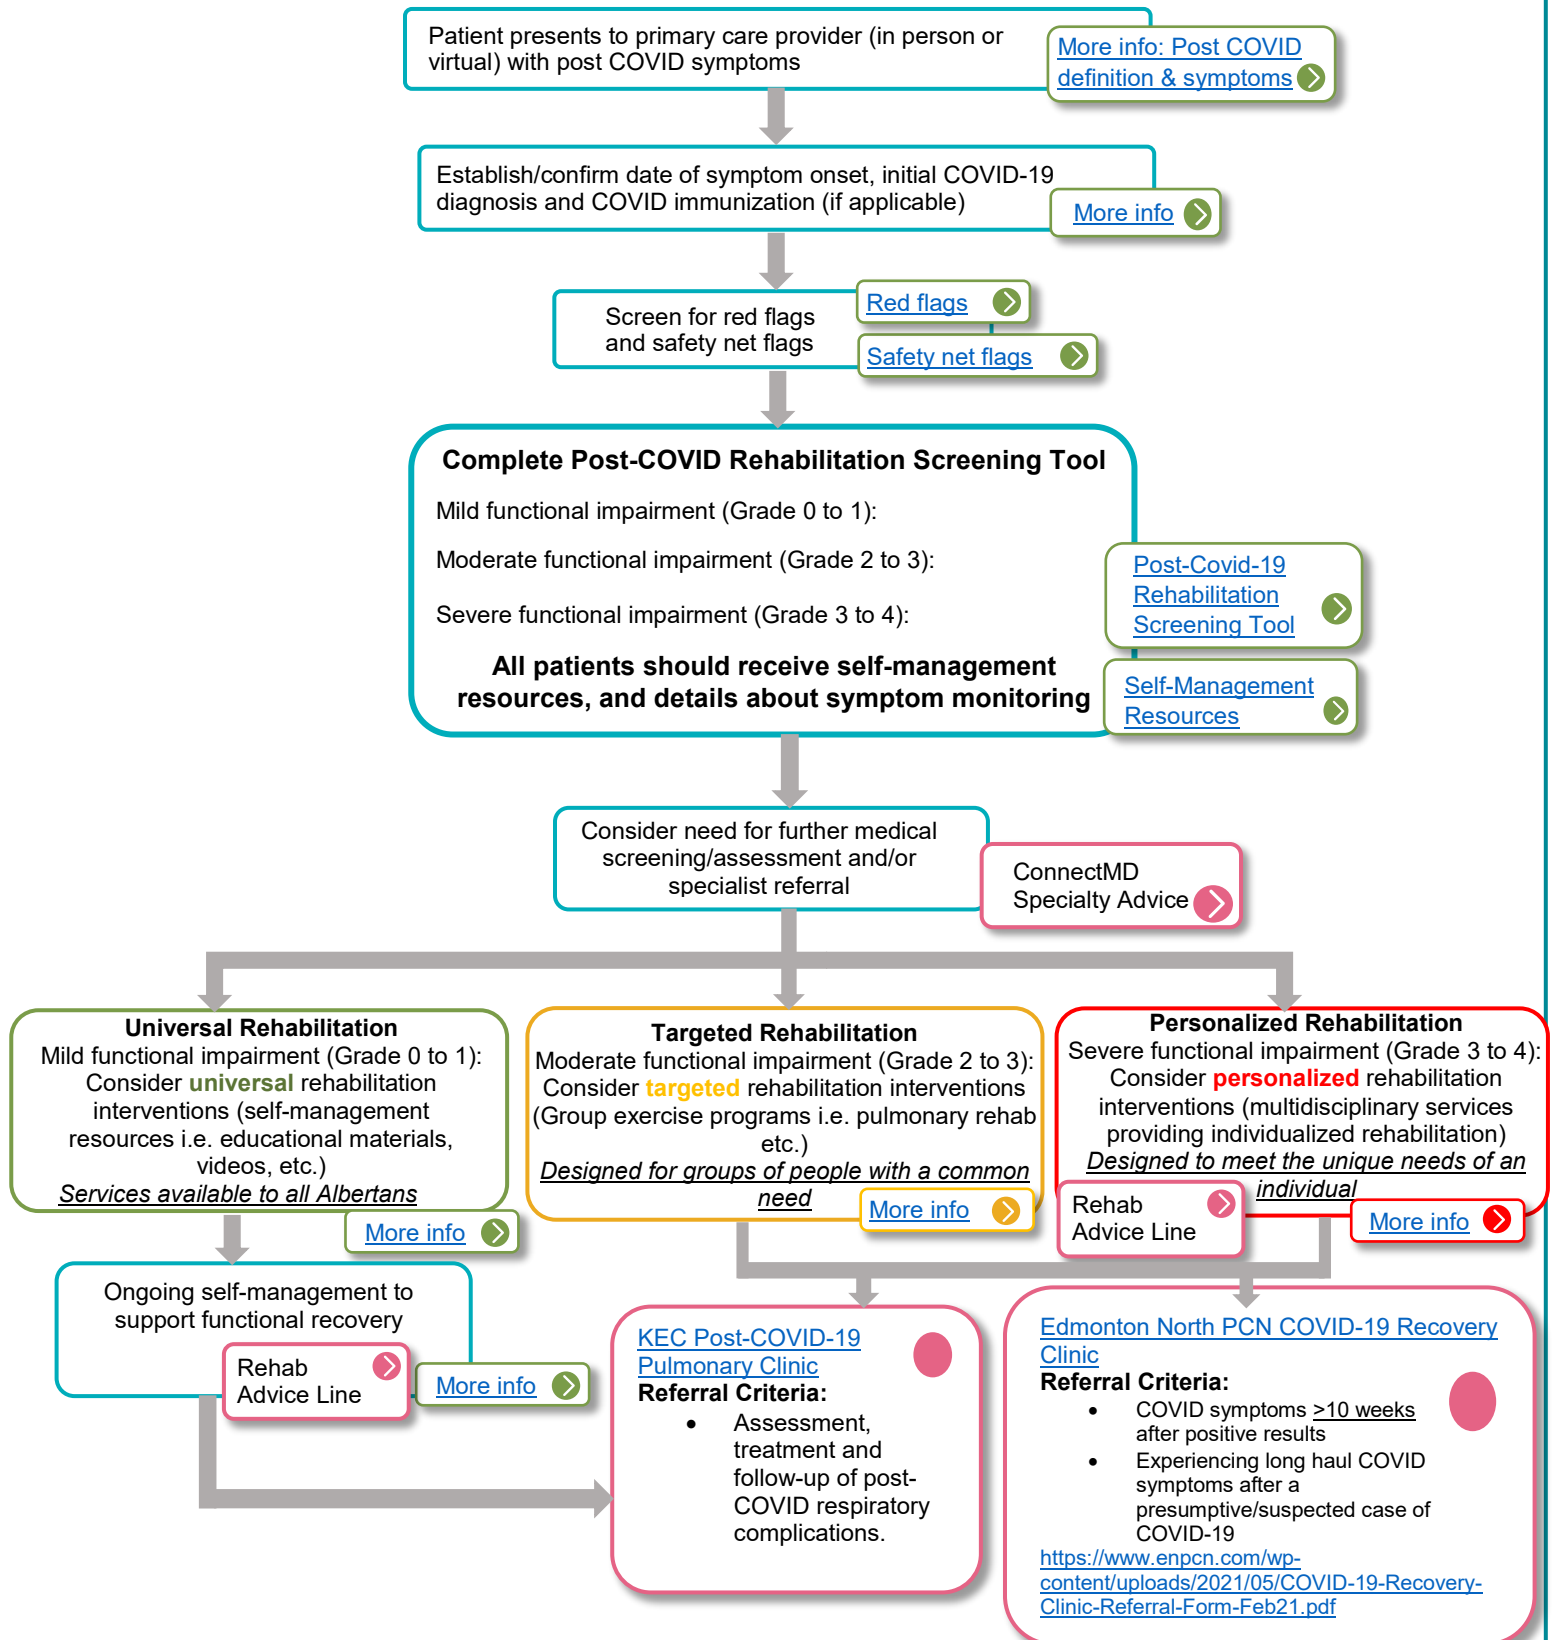 Patient presents to primary care provider (in person or
virtual) with post COVID symptoms
More info: Post COVID
definition & symptoms
Establish/confirm date of symptom onset, initial COVID-19
diagnosis and COVID immunization (if applicable)
More info
Screen for red flags
and safety net flags
Red flags
Safety net flags
Complete Post-COVID Rehabilitation Screening Tool
Mild functional impairment (Grade 0 to 1):
Moderate functional impairment (Grade 2 to 3):
Severe functional impairment (Grade 3 to 4):
All patients should receive self-management
resources, and details about symptom monitoring
Post-Covid-19
Rehabilitation
Screening Tool
Self-Management
Resources
Consider need for further medical
screening/assessment and/or
specialist referral
ConnectMD
Specialty Advice
Universal Rehabilitation
Mild functional impairment (Grade 0 to 1):
Consider universal rehabilitation
interventions (self-management
resources i.e. educational materials,
videos, etc.)
Services available to all Albertans
More info
Targeted Rehabilitation
Moderate functional impairment (Grade 2 to 3):
Consider targeted rehabilitation interventions
(Group exercise programs i.e. pulmonary rehab
etc.)
Designed for groups of people with a common
need
More info
Personalized Rehabilitation
Severe functional impairment (Grade 3 to 4):
Consider personalized rehabilitation
interventions (multidisciplinary services
providing individualized rehabilitation)
Designed to meet the unique needs of an
individual
Rehab
Advice Line
More info
Ongoing self-management to
support functional recovery
Rehab
Advice Line
More info
KEC Post-COVID-19
Pulmonary Clinic
Referral Criteria:
• Assessment,
treatment and
follow-up of post-
COVID respiratory
complications.
Edmonton North PCN COVID-19 Recovery
Clinic
Referral Criteria:
• COVID symptoms >10 weeks
after positive results
• Experiencing long haul COVID
symptoms after a
presumptive/suspected case of
COVID-19
https://www.enpcn.com/wp-
content/uploads/2021/05/COVID-19-Recovery-
Clinic-Referral-Form-Feb21.pdf